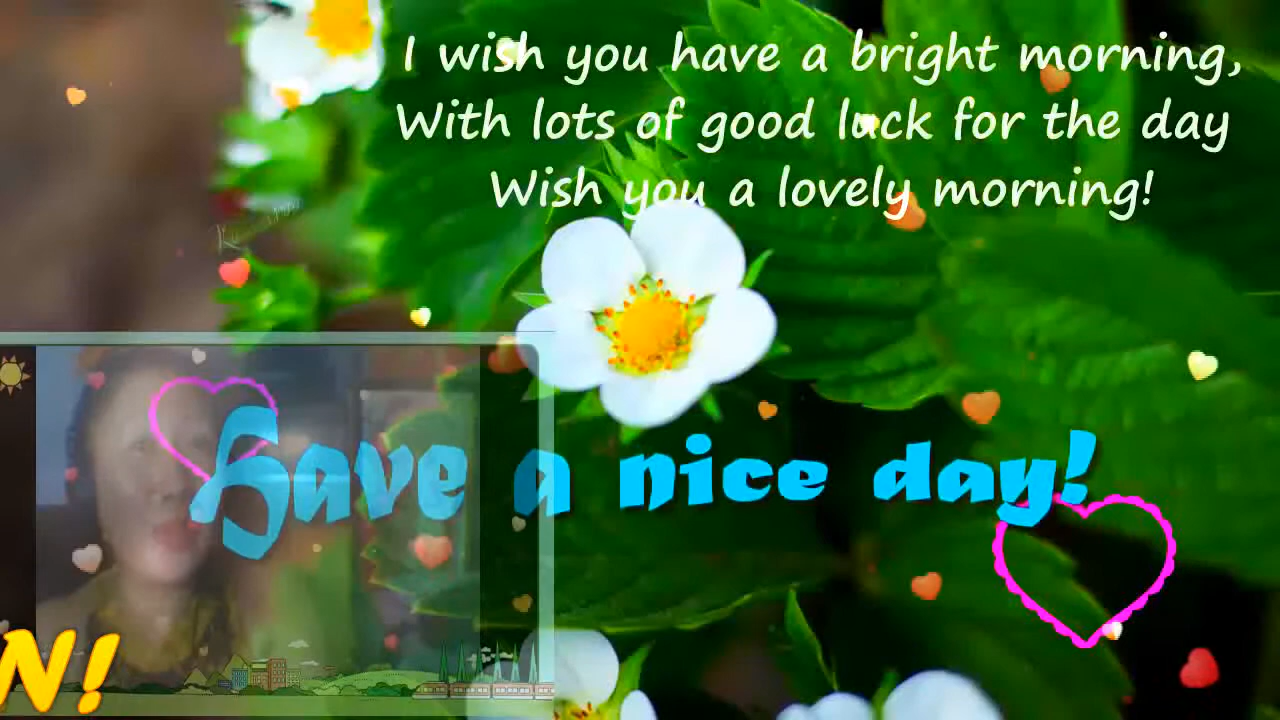 I wish you have a bright morning,
With lots of good luck for the day
Wish you a lovely morning!
Have a nice day!
N!